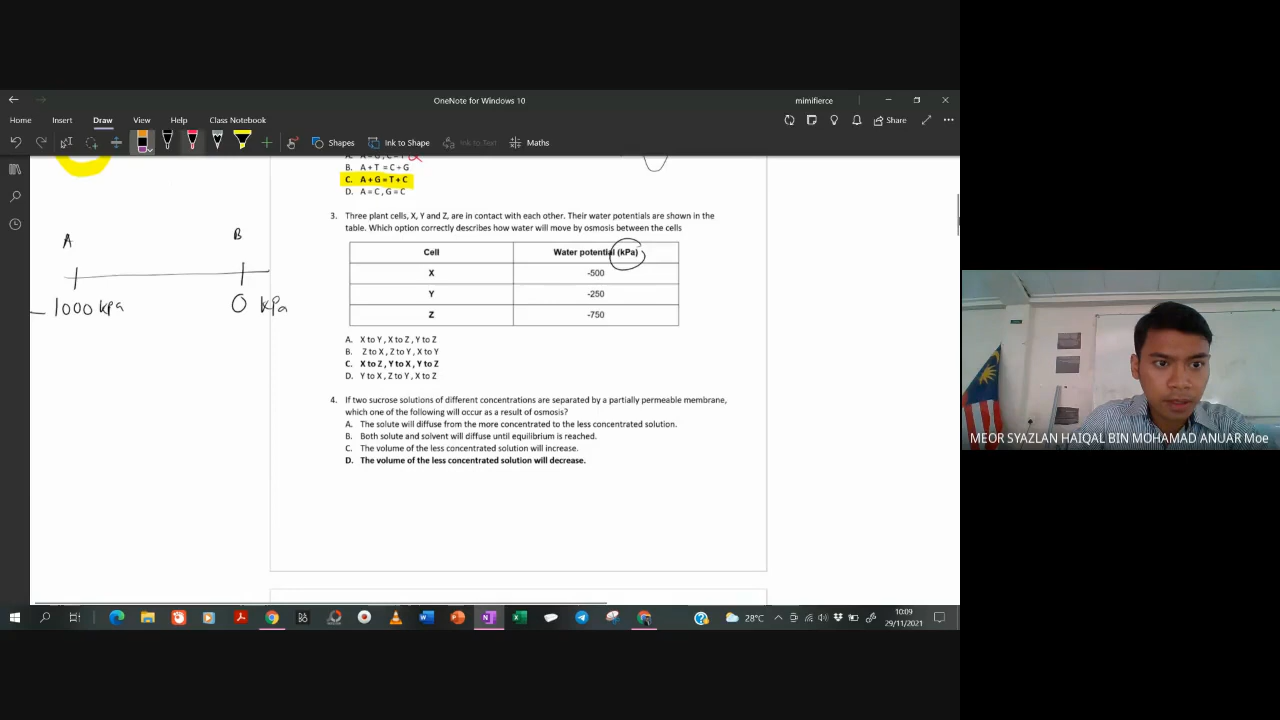 OneNote for Windows 10
mimifierce
Home Insert Draw View Help Class Notebook
Share
Shapes Ink to Shape Ink to Text Maths
B. A + T = C + G
C. A + G = T + C
D. A = C , G = C
3. Three plant cells, X, Y and Z, are in contact with each other. Their water potentials are shown in the
table. Which option correctly describes how water will move by osmosis between the cells
Cell Water potential (kPa)
X -500
Y -250
Z -750
A. X to Y , X to Z , Y to Z
B. Z to X , Z to Y , X to Y
C. X to Z , Y to X , Y to Z
D. Y to X , Z to Y , X to Z
4. If two sucrose solutions of different concentrations are separated by a partially permeable membrane,
which one of the following will occur as a result of osmosis?
A. The solute will diffuse from the more concentrated to the less concentrated solution.
B. Both solute and solvent will diffuse until equilibrium is reached.
C. The volume of the less concentrated solution will increase.
D. The volume of the less concentrated solution will decrease.
A B
-1000 kPa 0 kPa
MEOR SYAZLAN HAIQAL BIN MOHAMAD ANUAR Moe
28°C
10:09
29/11/2021